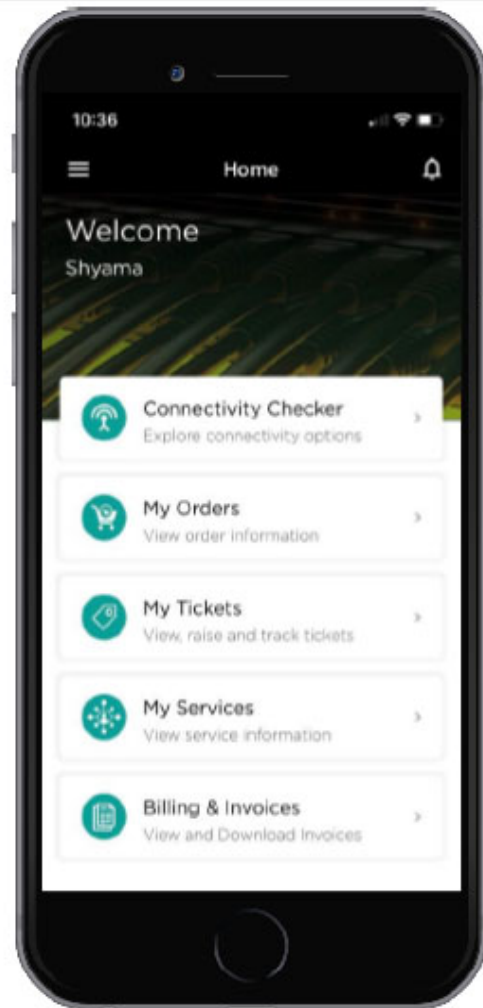 10:36
Home
Welcome
Shyama
Connectivity Checker
Explore connectivity options
My Orders
View order information
My Tickets
View, raise and track tickets
My Services
View service information
Billing & Invoices
View and Download Invoices